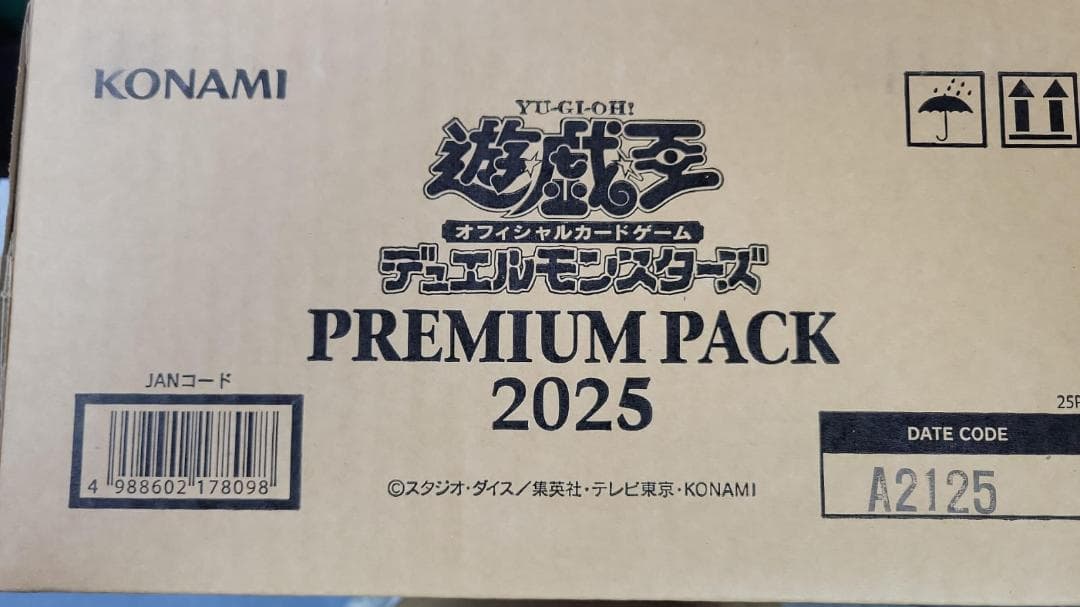 KONAMI
YU-GI-OH!
遊戯王
オフィシャルカードゲーム
デュエルモンスターズ
PREMIUM PACK
2025
JANコード
4 988602 178098
25P
DATE CODE
A2125
©スタジオ・ダイス/集英社・テレビ東京・KONAMI